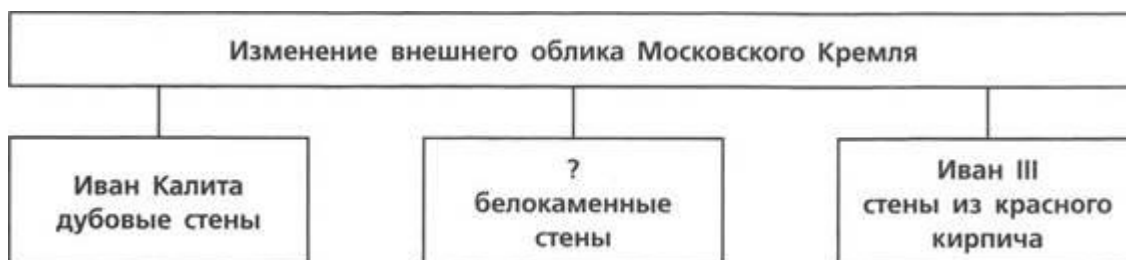 Изменение внешнего облика Московского Кремля
Иван Калита
дубовые стены
?
белокаменные
стены
Иван III
стены из красного
кирпича